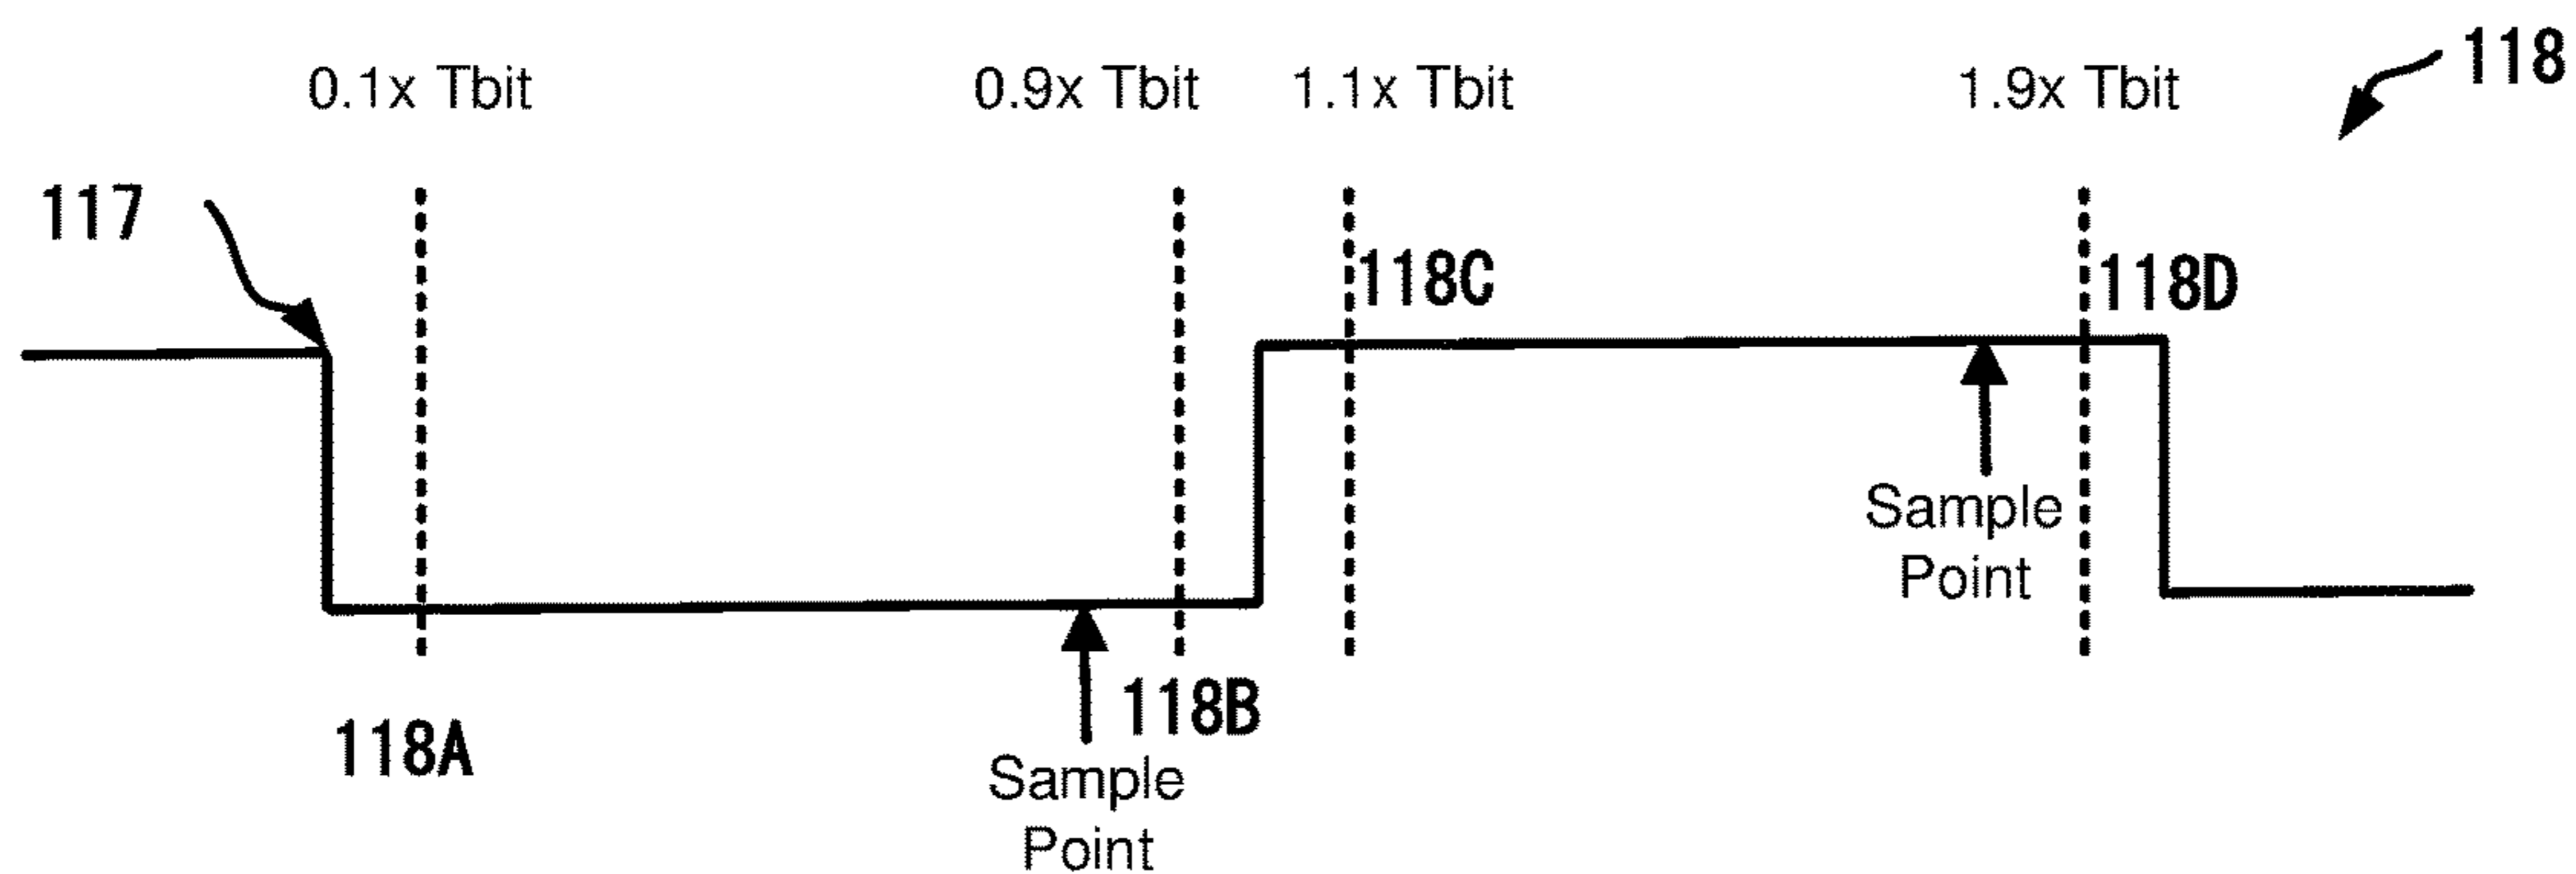 118
0.1x Tbit
0.9x Tbit
1.1x Tbit
1.9x Tbit
117
118C
118D
Sample
Point
118B
118A
Sample
Point